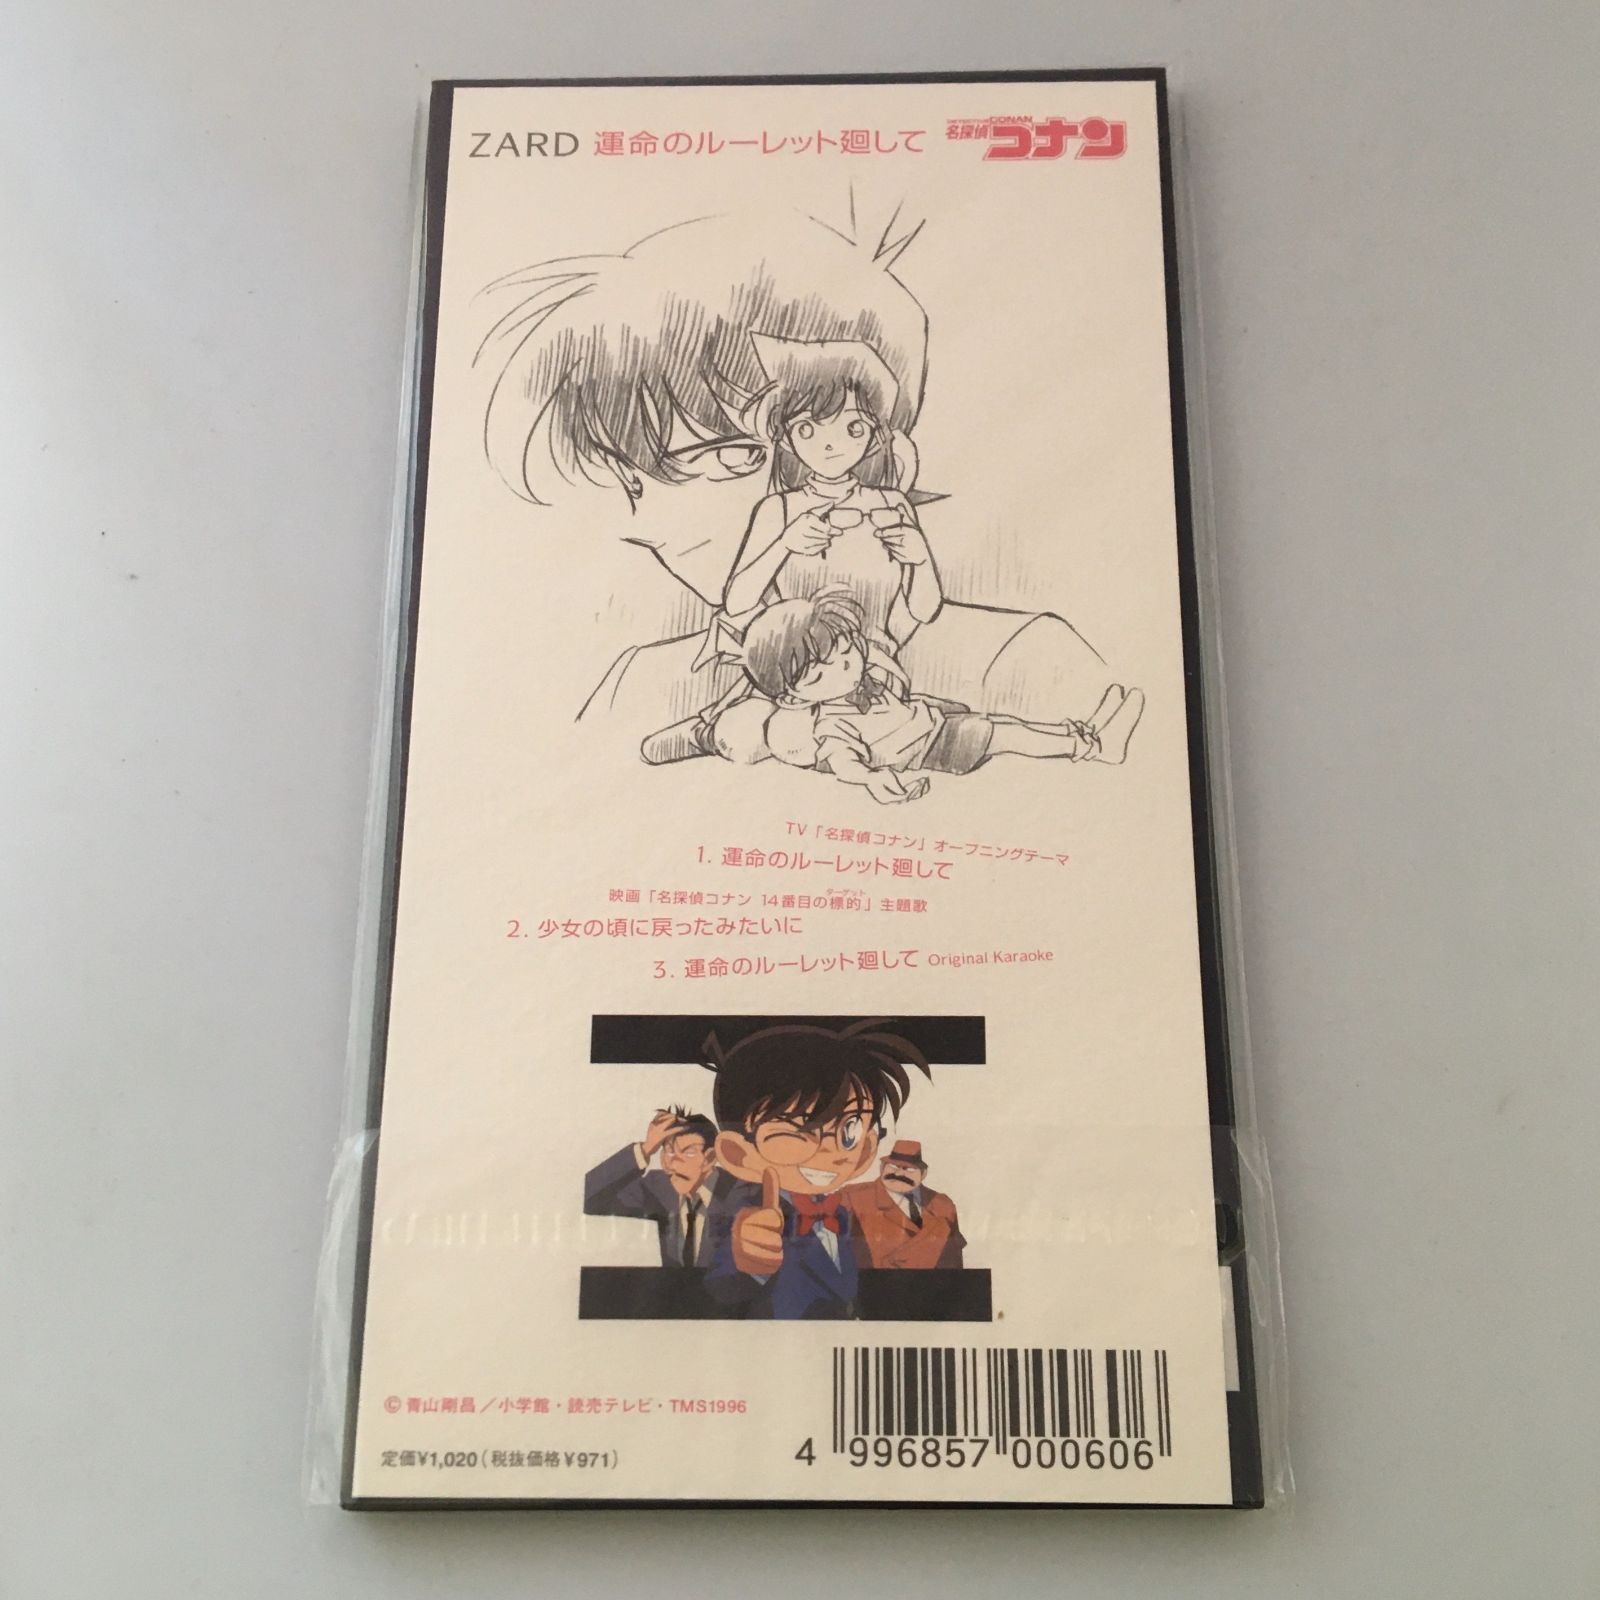 ZARD 運命のルーレット廻して
DETECTIVE CONAN
名探偵コナン
TV「名探偵コナン」オープニングテーマ
1. 運命のルーレット廻して
ターゲット
映画「名探偵コナン 14番目の標的」主題歌
2. 少女の頃に戻ったみたいに
3. 運命のルーレット廻して Original Karaoke
© 青山剛昌／小学館・読売テレビ・TMS1996
定価¥1,020（税抜価格¥971）
4 996857 000606